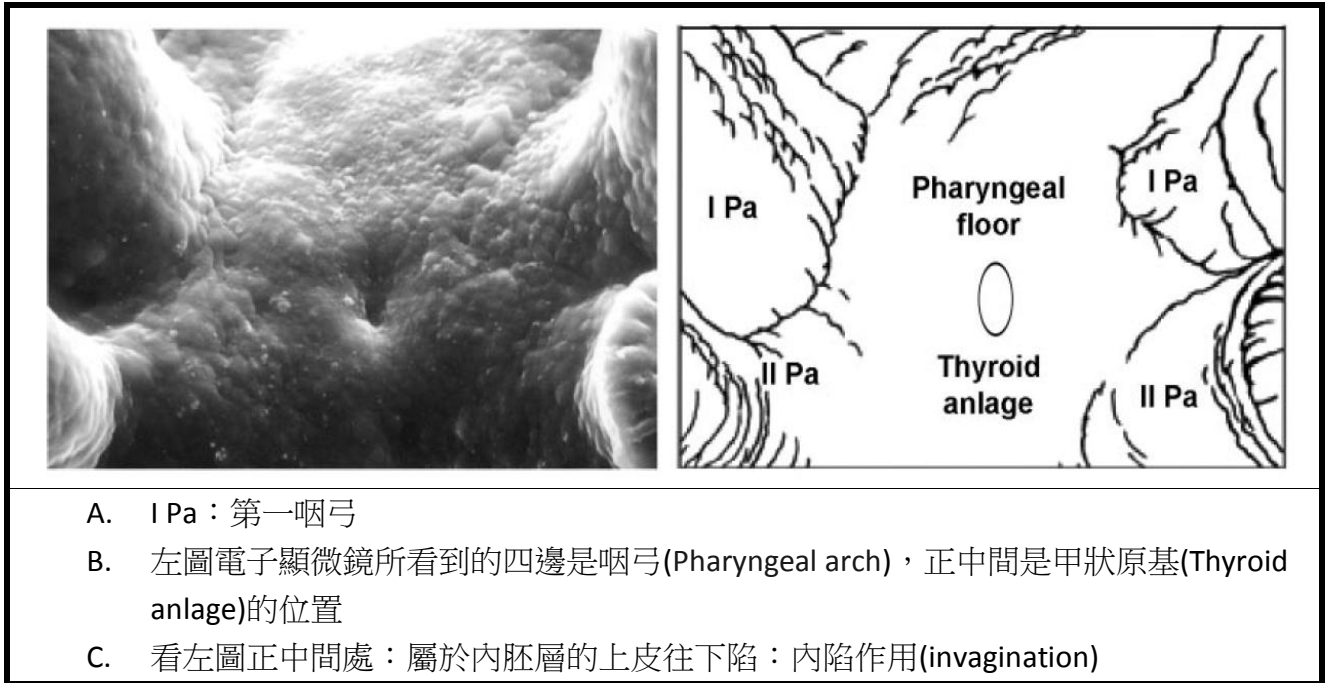 I Pa
Pharyngeal
floor
I Pa
II Pa
Thyroid
anlage
II Pa
A. I Pa：第一咽弓
B. 左圖電子顯微鏡所看到的四邊是咽弓(Pharyngeal arch)，正中間是甲狀原基(Thyroid
anlage)的位置
C. 看左圖正中間處：屬於內胚層的上皮往下陷：內陷作用(invagination)